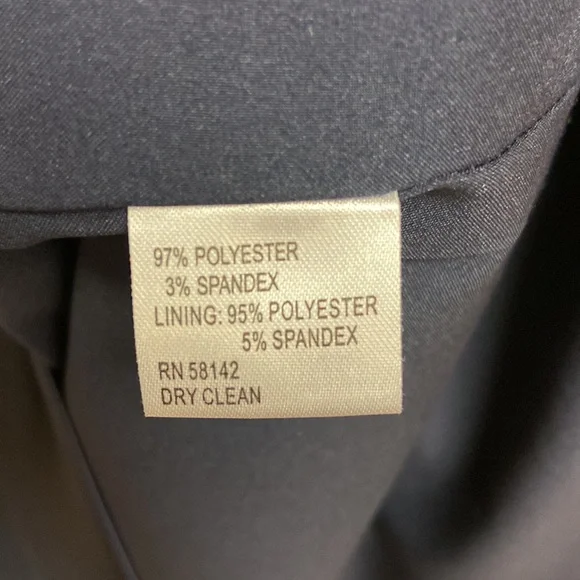 97% POLYESTER
3% SPANDEX
LINING: 95% POLYESTER
5% SPANDEX
RN 58142
DRY CLEAN